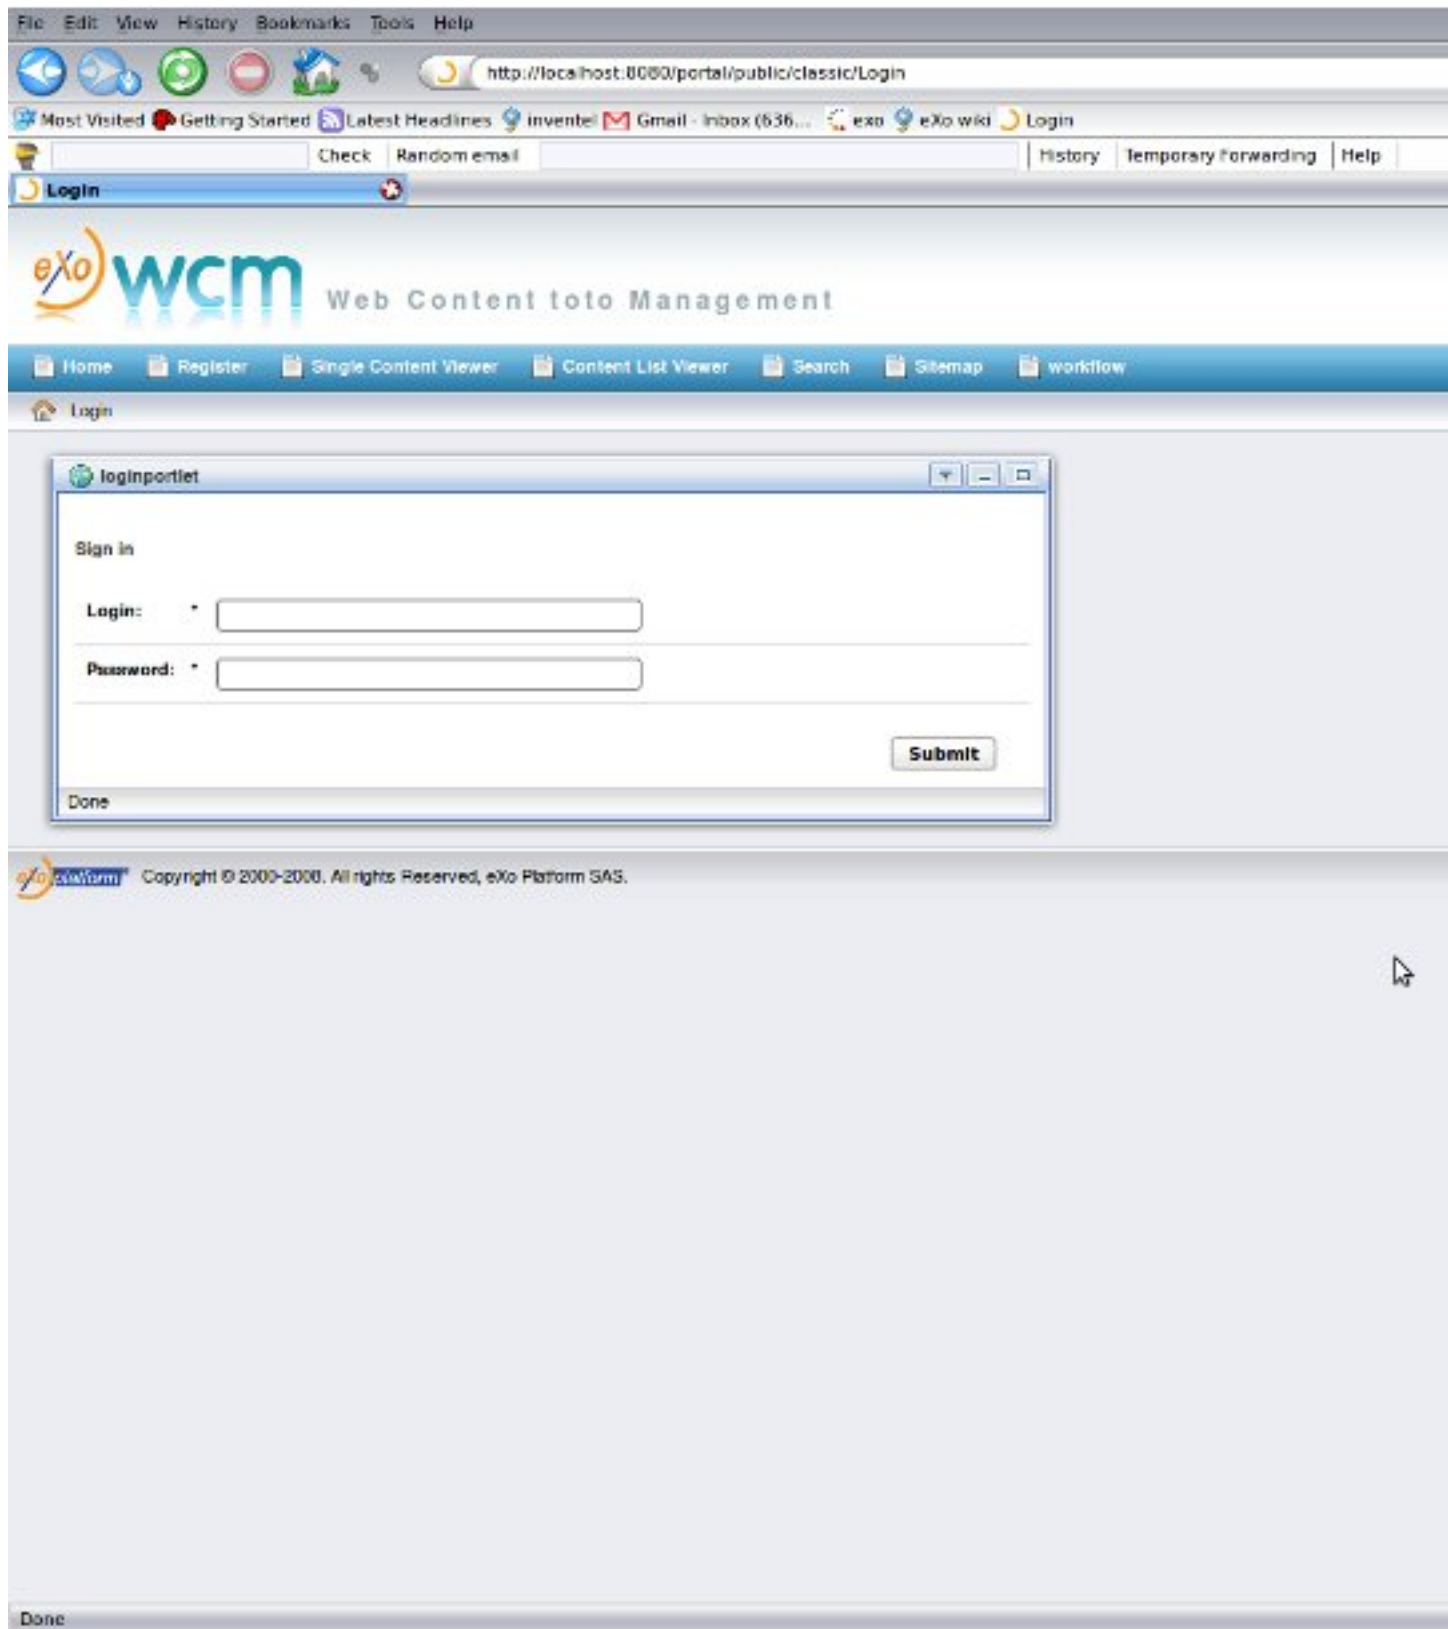 File Edit View History Bookmarks Tools Help
http://localhost:8080/portal/public/classic/Login
Most Visited Getting Started Latest Headlines inventel Gmail - Inbox (636... exo eXo wiki Login
Check Random email History Temporary Forwarding Help
Login
eXo wcm Web Content toto Management
Home Register Single Content Viewer Content List Viewer Search Sitemap workflow
Login
loginportlet
Sign in
Login: *
Password: *
Submit
Done
eXo platform Copyright © 2000-2008. All rights Reserved, eXo Platform SAS.
Done